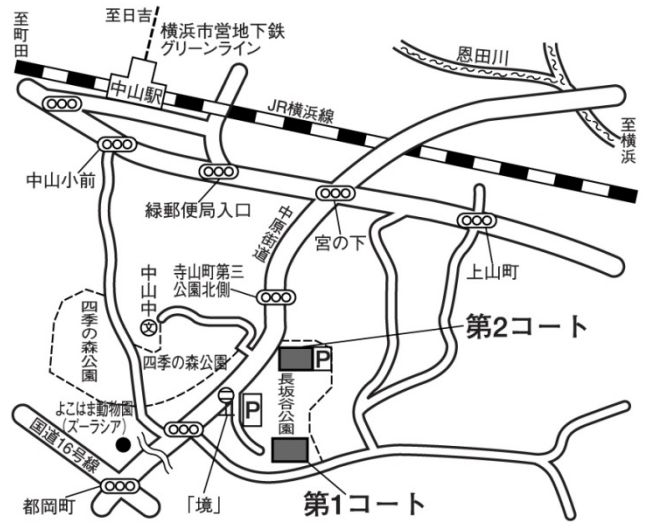 至町田
至日吉
横浜市営地下鉄
グリーンライン
恩田川
中山駅
JR横浜線
至横浜
中山小前
緑郵便局入口
中原街道
宮の下
上山町
寺山町第三
公園北側
中山中
文
四季の森公園
四季の森公園
第2コート
P
長坂谷公園
よこはま動物園
(ズーラシア)
P
国道16号線
都岡町
「境」
第1コート